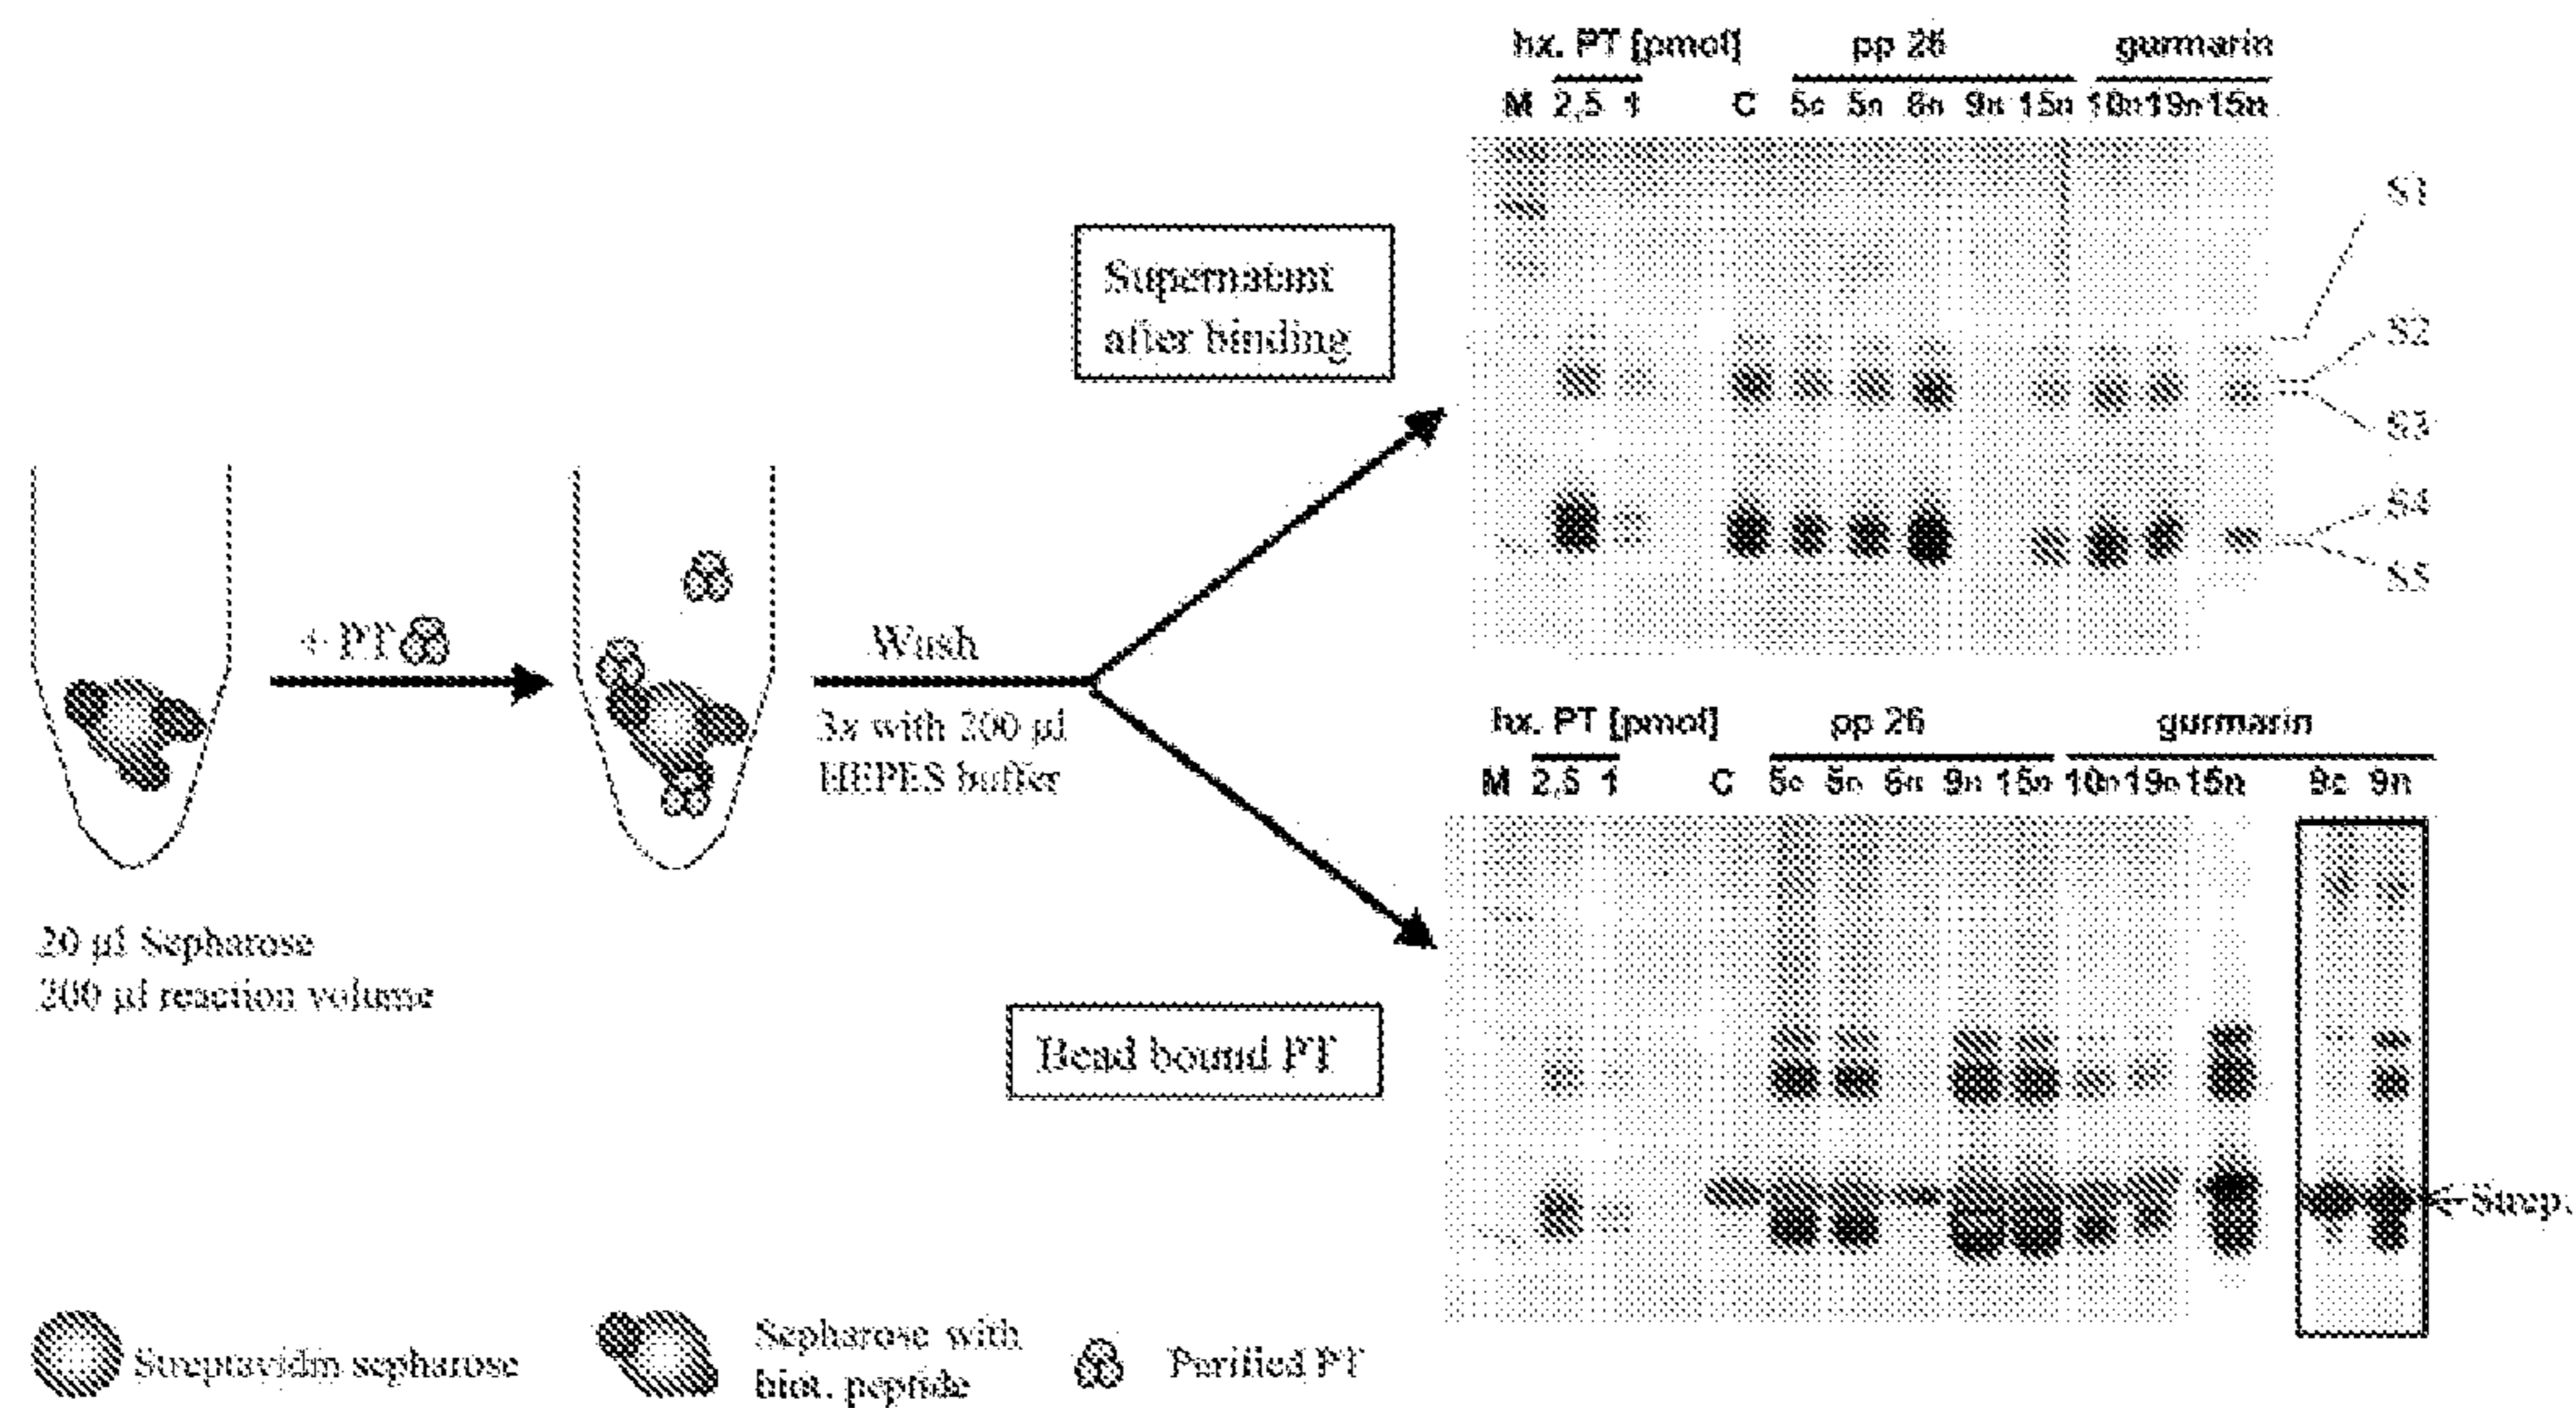 hx. PT [pmol] pp 26 gurmarin
M 2,5 1 C 5c 5n 8n 9n 15n 10n 19n 15n
S1
S2
S3
S4
S5
Supernatant
after binding
+ PT
Wash
3x with 200 µl
HEPES buffer
20 µl Sepharose
200 µl reaction volume
hx. PT [pmol] pp 26 gurmarin
M 2,5 1 C 5c 5n 8n 9n 15n 10n 19n 15n 9c 9n
Bead bound PT
Strep.
Streptavidin sepharose
Sepharose with
biot. peptide
Purified PT